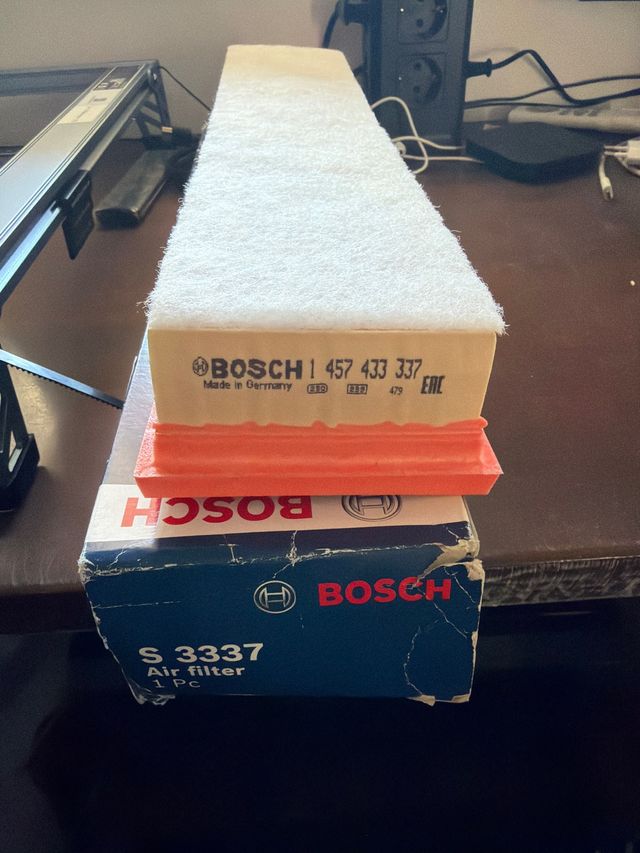 BOSCH 1 457 433 337
Made in Germany 479 EAC
BOSCH
BOSCH
S 3337
Air filter
1 Pc